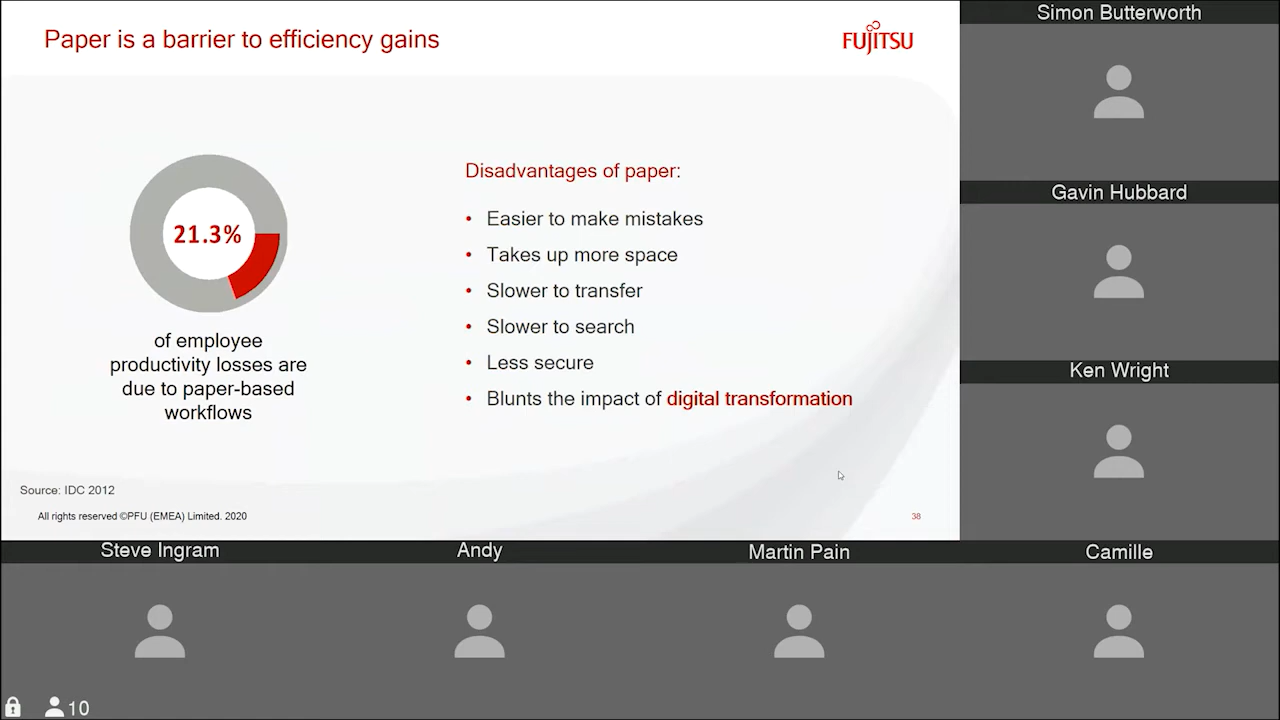 Paper is a barrier to efficiency gains
FUJITSU
21.3%
of employee
productivity losses are
due to paper-based
workflows
Disadvantages of paper:
• Easier to make mistakes
• Takes up more space
• Slower to transfer
• Slower to search
• Less secure
• Blunts the impact of digital transformation
Source: IDC 2012
All rights reserved ©PFU (EMEA) Limited. 2020
38
Simon Butterworth
Gavin Hubbard
Ken Wright
Steve Ingram
Andy
Martin Pain
Camille
10